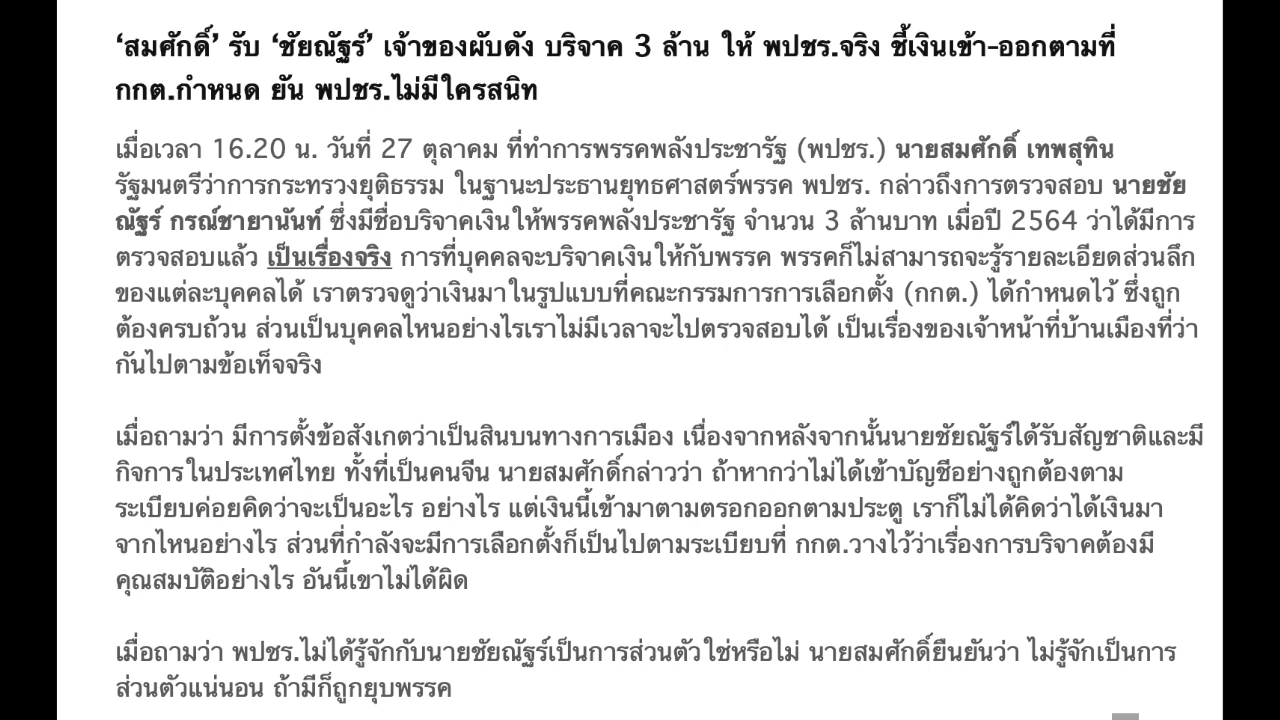 ‘สมศักดิ์’ รับ ‘ชัยณัฐร์’ เจ้าของผับดัง บริจาค 3 ล้าน ให้ พปชร.จริง ชี้เงินเข้า-ออกตามที่
กกต.กำหนด ยัน พปชร.ไม่มีใครสนิท
เมื่อเวลา 16.20 น. วันที่ 27 ตุลาคม ที่ทำการพรรคพลังประชารัฐ (พปชร.) นายสมศักดิ์ เทพสุทิน
รัฐมนตรีว่าการกระทรวงยุติธรรม ในฐานะประธานยุทธศาสตร์พรรค พปชร. กล่าวถึงการตรวจสอบ นายชัย
ณัฐร์ กรณ์ชายานันท์ ซึ่งมีชื่อบริจาคเงินให้พรรคพลังประชารัฐ จำนวน 3 ล้านบาท เมื่อปี 2564 ว่าได้มีการ
ตรวจสอบแล้ว เป็นเรื่องจริง การที่บุคคลจะบริจาคเงินให้กับพรรค พรรคก็ไม่สามารถจะรู้รายละเอียดส่วนลึก
ของแต่ละบุคคลได้ เราตรวจดูว่าเงินมาในรูปแบบที่คณะกรรมการการเลือกตั้ง (กกต.) ได้กำหนดไว้ ซึ่งถูก
ต้องครบถ้วน ส่วนเป็นบุคคลไหนอย่างไรเราไม่มีเวลาจะไปตรวจสอบได้ เป็นเรื่องของเจ้าหน้าที่บ้านเมืองที่ว่า
กันไปตามข้อเท็จจริง
เมื่อถามว่า มีการตั้งข้อสังเกตว่าเป็นสินบนทางการเมือง เนื่องจากหลังจากนั้นนายชัยณัฐร์ได้รับสัญชาติและมี
กิจการในประเทศไทย ทั้งที่เป็นคนจีน นายสมศักดิ์กล่าวว่า ถ้าหากว่าไม่ได้เข้าบัญชีอย่างถูกต้องตาม
ระเบียบค่อยคิดว่าจะเป็นอะไร อย่างไร แต่เงินนี้เข้ามาตามตรอกออกตามประตู เราก็ไม่ได้คิดว่าได้เงินมา
จากไหนอย่างไร ส่วนที่กำลังจะมีการเลือกตั้งก็เป็นไปตามระเบียบที่ กกต.วางไว้ว่าเรื่องการบริจาคต้องมี
คุณสมบัติอย่างไร อันนี้เขาไม่ได้ผิด
เมื่อถามว่า พปชร.ไม่ได้รู้จักกับนายชัยณัฐร์เป็นการส่วนตัวใช่หรือไม่ นายสมศักดิ์ยืนยันว่า ไม่รู้จักเป็นการ
ส่วนตัวแน่นอน ถ้ามีก็ถูกยุบพรรค